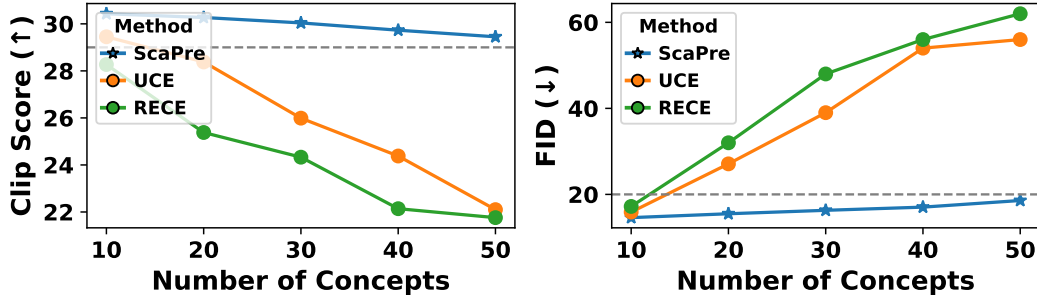 Clip Score (↑)
30
28
26
24
22
Method
ScaPre
UCE
RECE
10
20
30
40
50
Number of Concepts
FID (↓)
60
40
20
Method
ScaPre
UCE
RECE
10
20
30
40
50
Number of Concepts